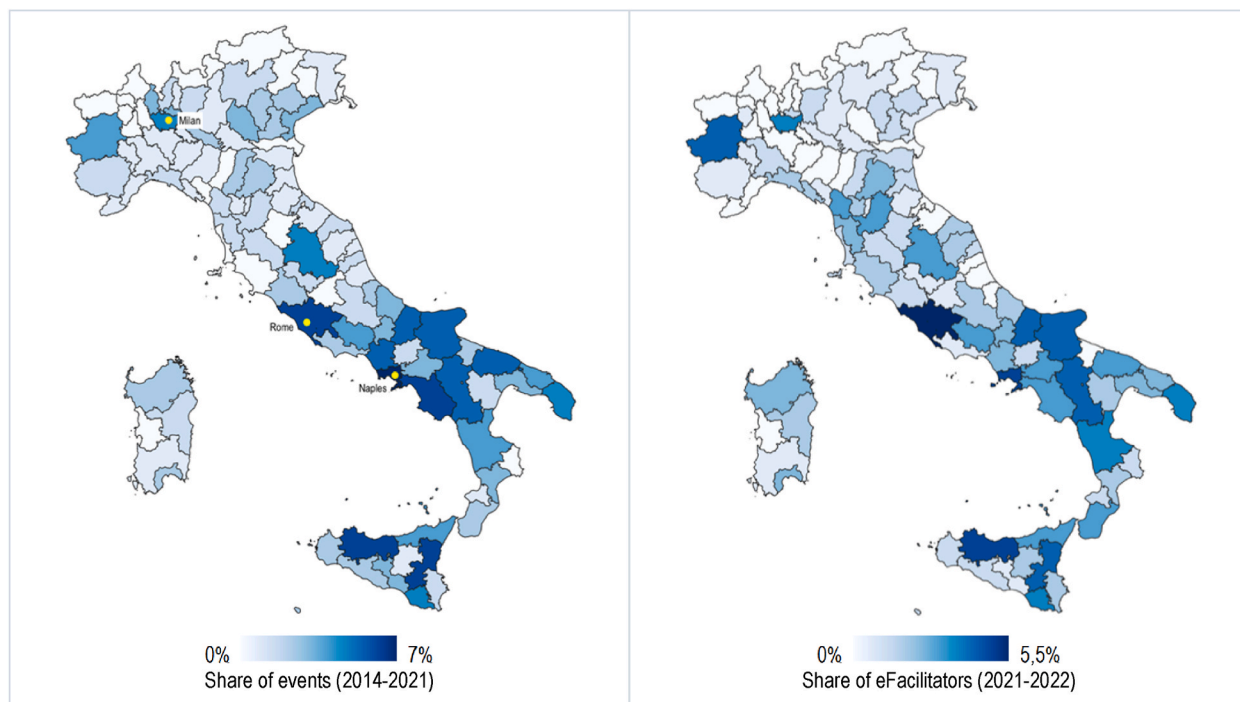 Milan
Rome
Naples
0% 7%
Share of events (2014-2021)
0% 5,5%
Share of eFacilitators (2021-2022)